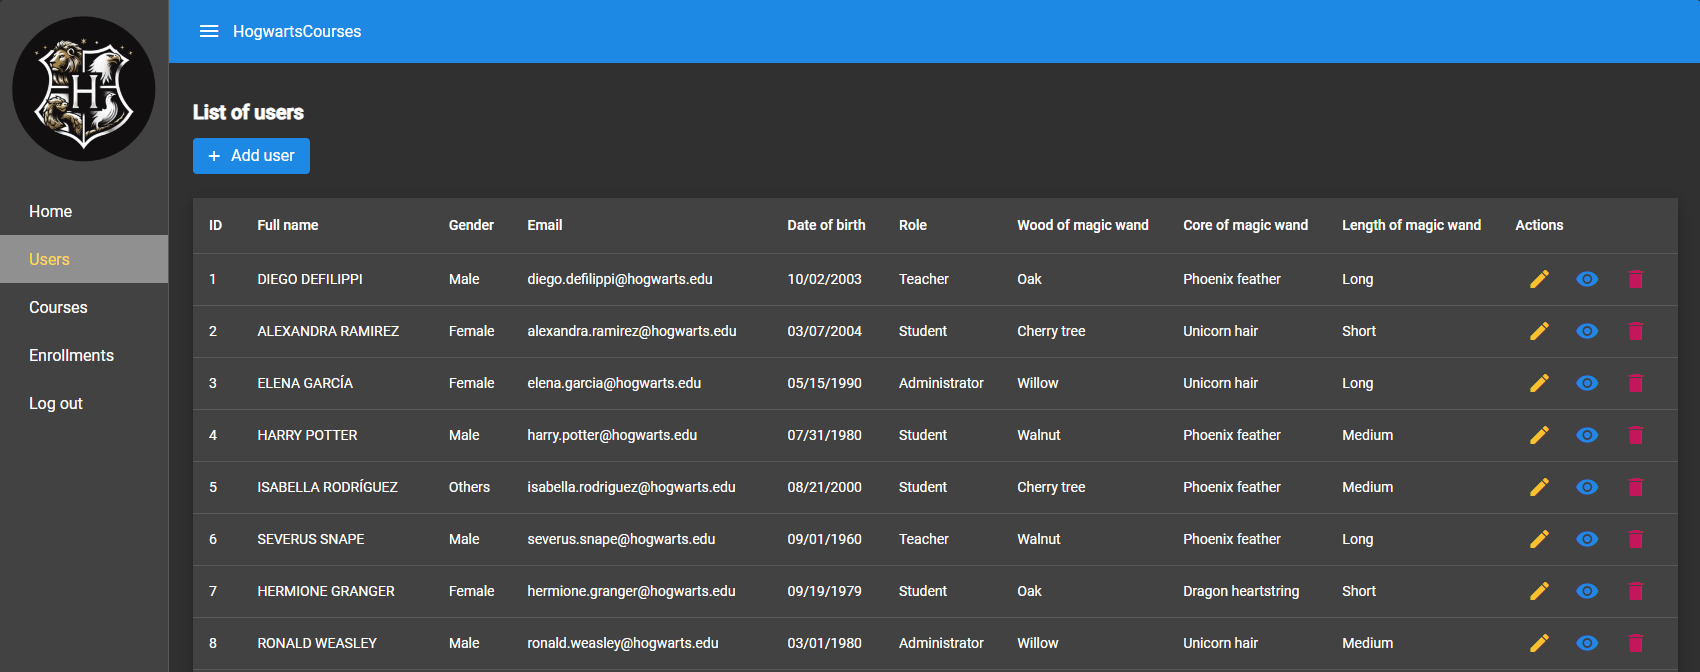 H
HogwartsCourses
Home
Users
Courses
Enrollments
Log out
List of users
+ Add user
ID Full name Gender Email Date of birth Role Wood of magic wand Core of magic wand Length of magic wand Actions
1 DIEGO DEFILIPPI Male diego.defilippi@hogwarts.edu 10/02/2003 Teacher Oak Phoenix feather Long
2 ALEXANDRA RAMIREZ Female alexandra.ramirez@hogwarts.edu 03/07/2004 Student Cherry tree Unicorn hair Short
3 ELENA GARCÍA Female elena.garcia@hogwarts.edu 05/15/1990 Administrator Willow Unicorn hair Long
4 HARRY POTTER Male harry.potter@hogwarts.edu 07/31/1980 Student Walnut Phoenix feather Medium
5 ISABELLA RODRÍGUEZ Others isabella.rodriguez@hogwarts.edu 08/21/2000 Student Cherry tree Phoenix feather Medium
6 SEVERUS SNAPE Male severus.snape@hogwarts.edu 09/01/1960 Teacher Walnut Phoenix feather Long
7 HERMIONE GRANGER Female hermione.granger@hogwarts.edu 09/19/1979 Student Oak Dragon heartstring Short
8 RONALD WEASLEY Male ronald.weasley@hogwarts.edu 03/01/1980 Administrator Willow Unicorn hair Medium